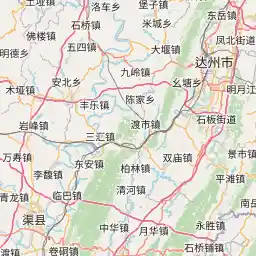 洛车乡
堡子镇
东岳镇
土垭镇
石桥镇
米城乡
凤北街道
佛楼镇
五四镇
大堰镇
明德乡
达州市
九岭镇
安北乡
幺塘乡
明月江
木垭镇
陈家乡
丰乐镇
石板街道
岩峰镇
渡市镇
三汇镇
万寿镇
东安镇
双庙镇
景市镇
柏林镇
李馥镇
平滩镇
青龙镇
临巴镇
清河镇
渠县
中华镇
月华镇
永胜镇
卷硐镇
石桥铺镇